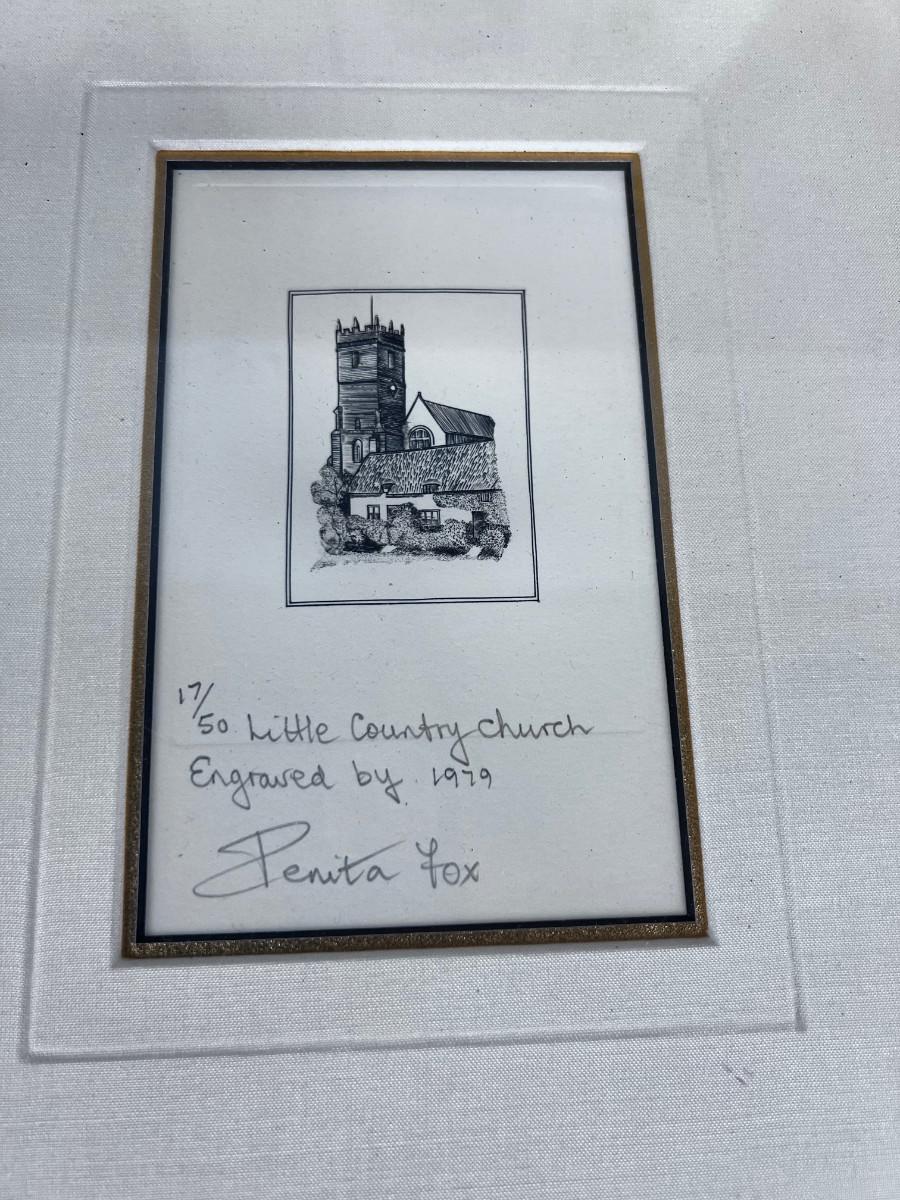 17/50 Little Country church
Engraved by. 1979
Penita Fox